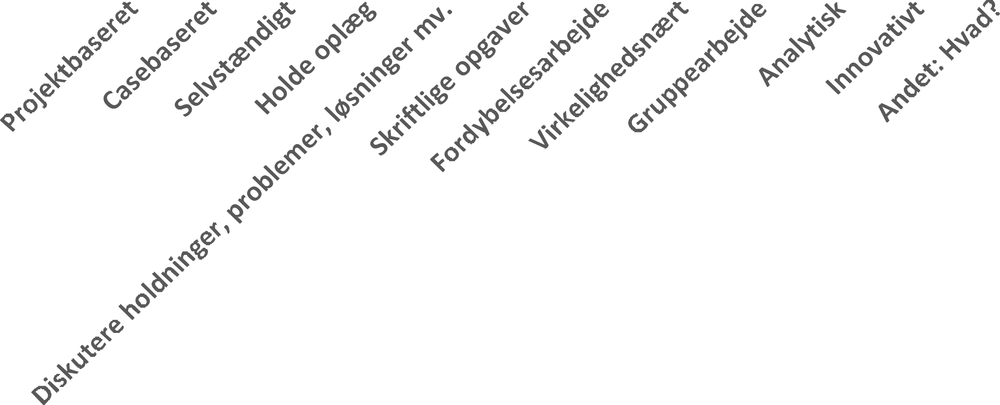 Projektbaseret
Casebaseret
Selvstændigt
Holde oplæg
Diskutere holdninger, problemer, løsninger mv.
Skriftlige opgaver
Fordybelsesarbejde
Virkelighedsnært
Gruppearbejde
Analytisk
Innovativt
Andet: Hvad?